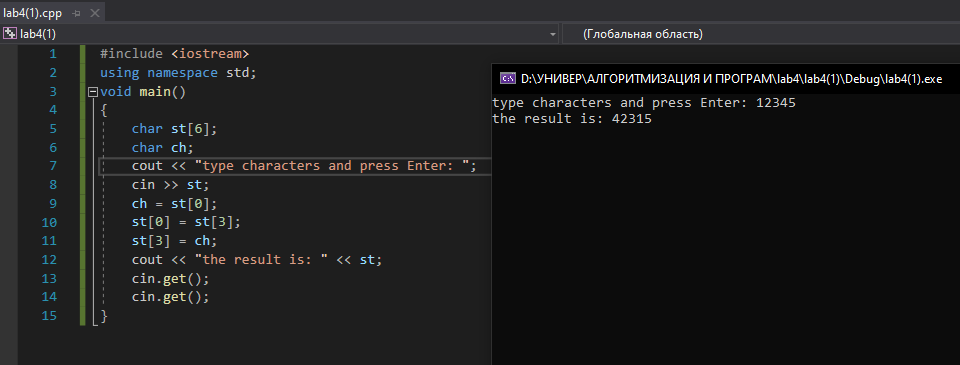 lab4(1).cpp
lab4(1)
(Глобальная область)
1 #include <iostream>
2 using namespace std;
3 void main()
4 {
5 char st[6];
6 char ch;
7 cout << "type characters and press Enter: ";
8 cin >> st;
9 ch = st[0];
10 st[0] = st[3];
11 st[3] = ch;
12 cout << "the result is: " << st;
13 cin.get();
14 cin.get();
15 }
C:\
D:\УНИВЕР\АЛГОРИТМИЗАЦИЯ И ПРОГРАМ\lab4\lab4(1)\Debug\lab4(1).exe
type characters and press Enter: 12345
the result is: 42315